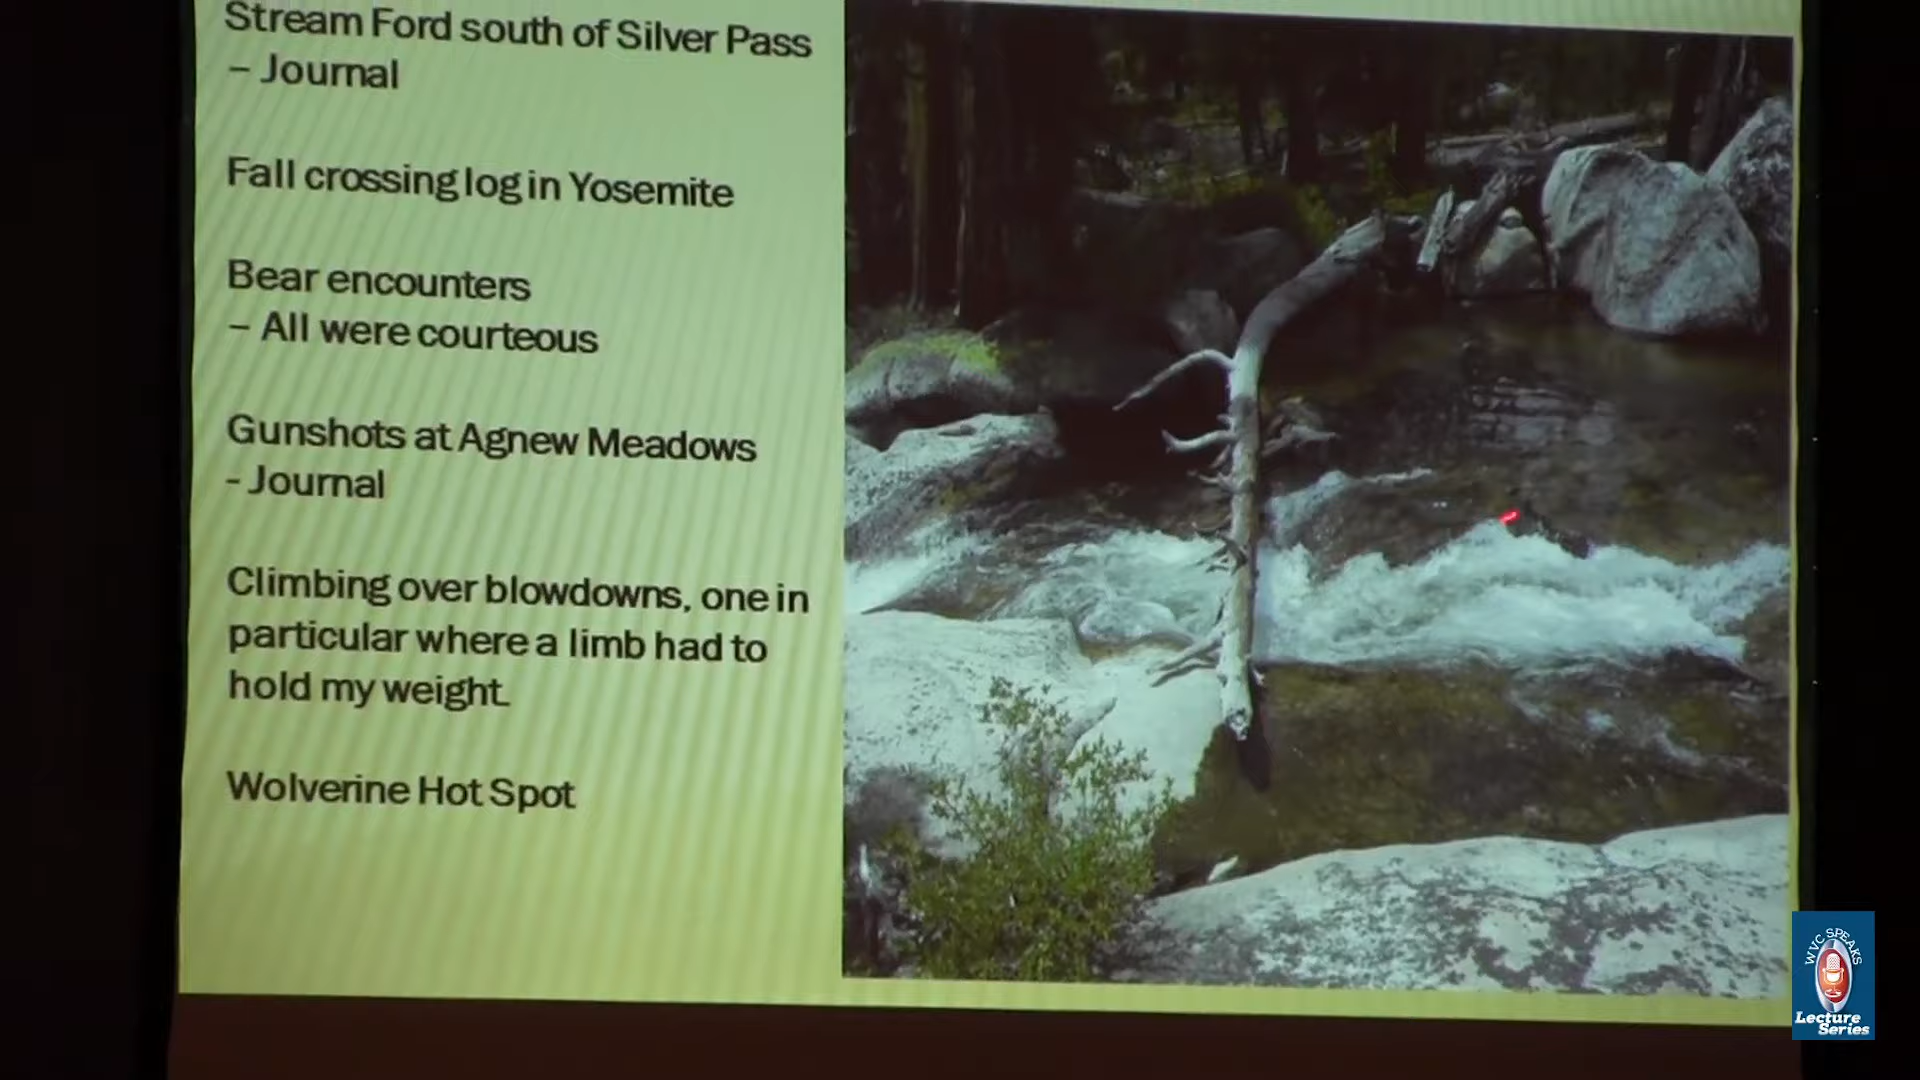 Stream Ford south of Silver Pass
– Journal
Fall crossing log in Yosemite
Bear encounters
– All were courteous
Gunshots at Agnew Meadows
- Journal
Climbing over blowdowns, one in
particular where a limb had to
hold my weight.
Wolverine Hot Spot
WVC SPEAKS
Lecture
Series